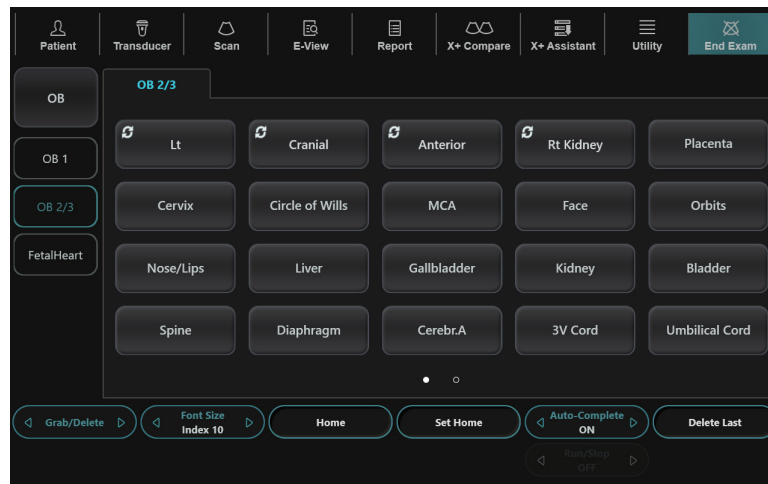 Patient
Transducer
Scan
E-View
Report
X+ Compare
X+ Assistant
Utility
End Exam
OB
OB 1
OB 2/3
FetalHeart
OB 2/3
Lt
Cranial
Anterior
Rt Kidney
Placenta
Cervix
Circle of Wills
MCA
Face
Orbits
Nose/Lips
Liver
Gallbladder
Kidney
Bladder
Spine
Diaphragm
Cerebr.A
3V Cord
Umbilical Cord
Grab/Delete
Font Size
Index 10
Home
Set Home
Auto-Complete
ON
Delete Last
Run/Stop
OFF